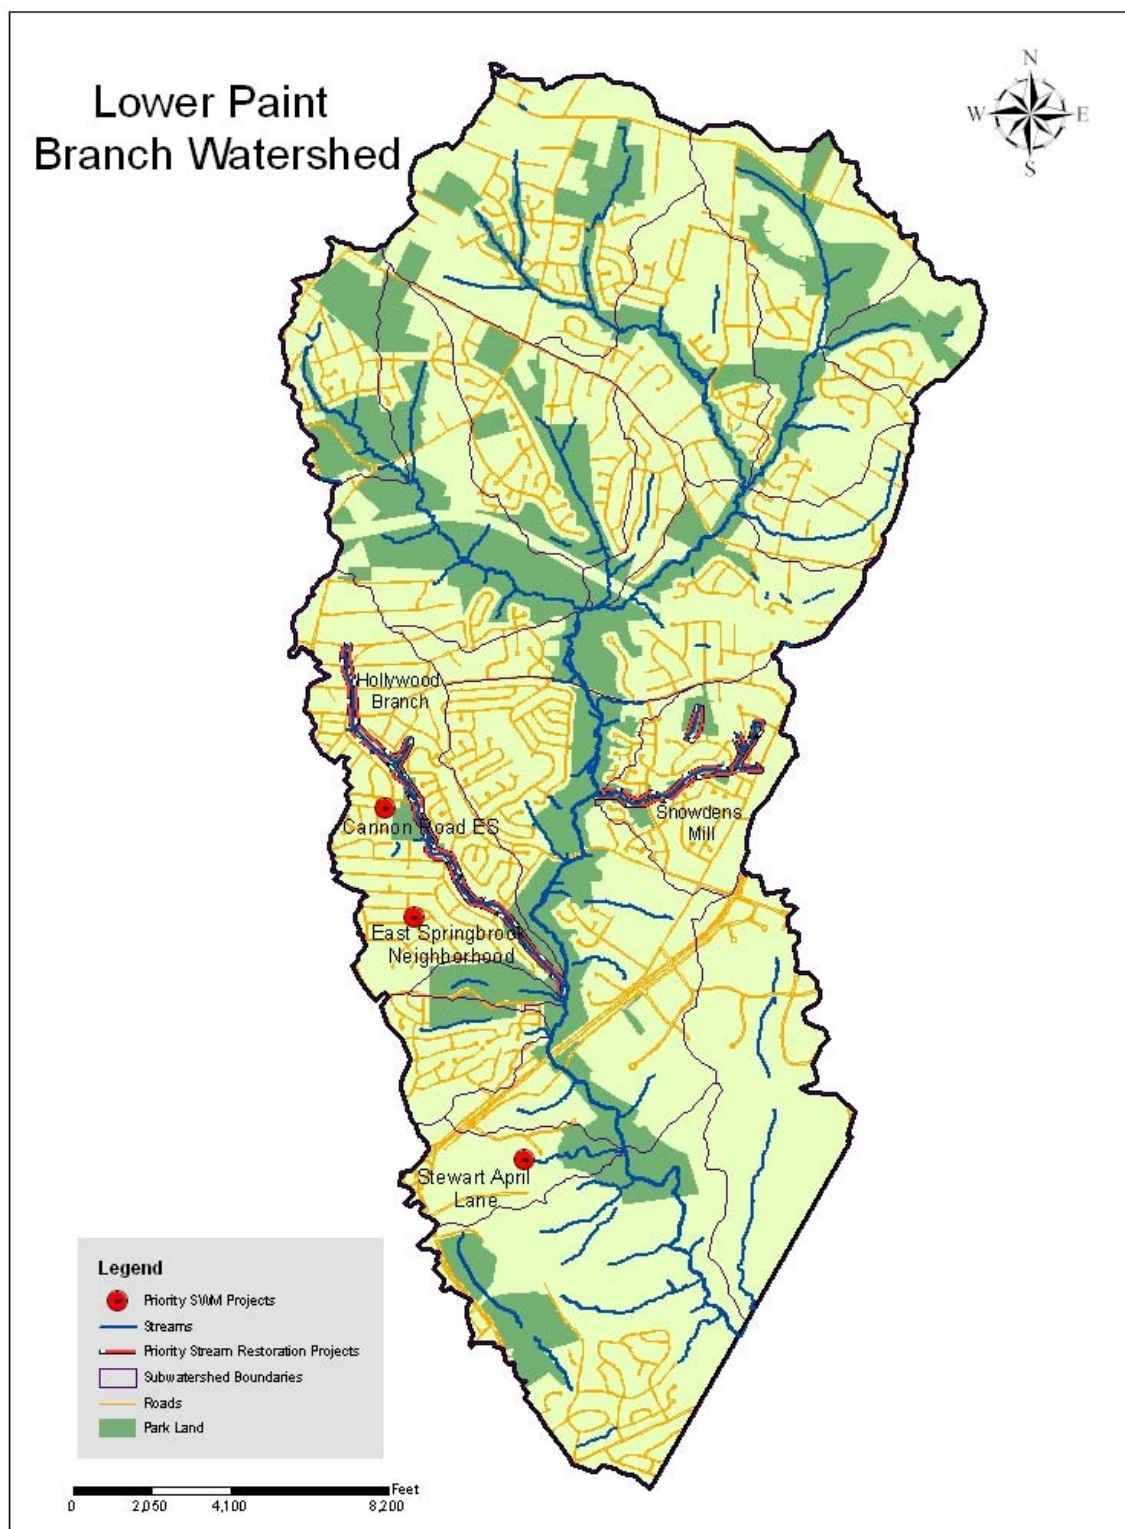 Lower Paint
Branch Watershed
N
W E
S
Hollywood
Branch
Snowdens
Mill
Cannon Road ES
East Springbrook
Neighborhood
Stewart April
Lane
Legend
Priority SWM Projects
Streams
Priority Stream Restoration Projects
Subwatershed Boundaries
Roads
Park Land
Feet
0 2,050 4,100 8,200